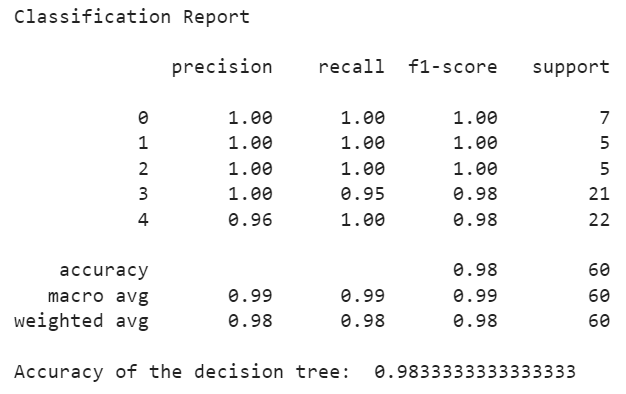 Classification Report
precision recall f1-score support
0 1.00 1.00 1.00 7
1 1.00 1.00 1.00 5
2 1.00 1.00 1.00 5
3 1.00 0.95 0.98 21
4 0.96 1.00 0.98 22
accuracy 0.98 60
macro avg 0.99 0.99 0.99 60
weighted avg 0.98 0.98 0.98 60
Accuracy of the decision tree: 0.9833333333333333